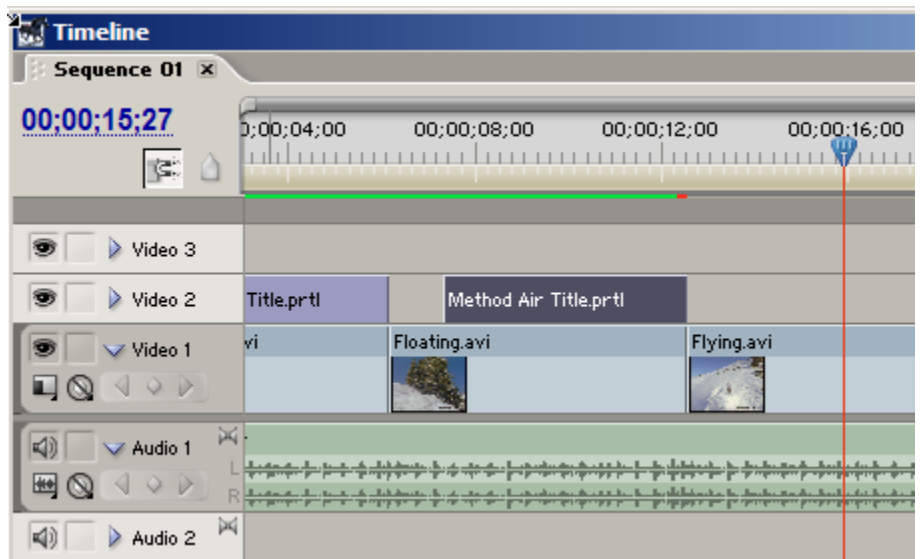 Timeline
Sequence 01
00;00;15;27
;00;04;00 00;00;08;00 00;00;12;00 00;00;16;00
Video 3
Video 2 Title.prtl Method Air Title.prtl
Video 1 vi Floating.avi Flying.avi
Audio 1
L
R
Audio 2